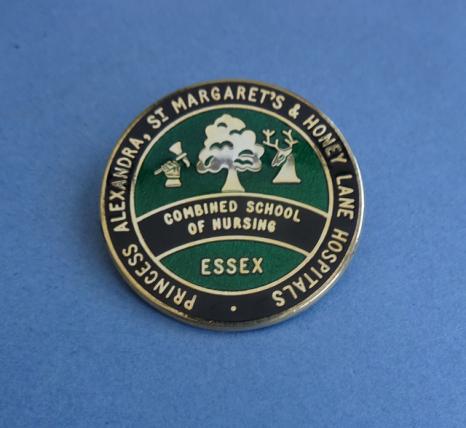 PRINCESS ALEXANDRA, ST MARGARET'S & HONEY LANE HOSPITALS
COMBINED SCHOOL
OF NURSING
ESSEX